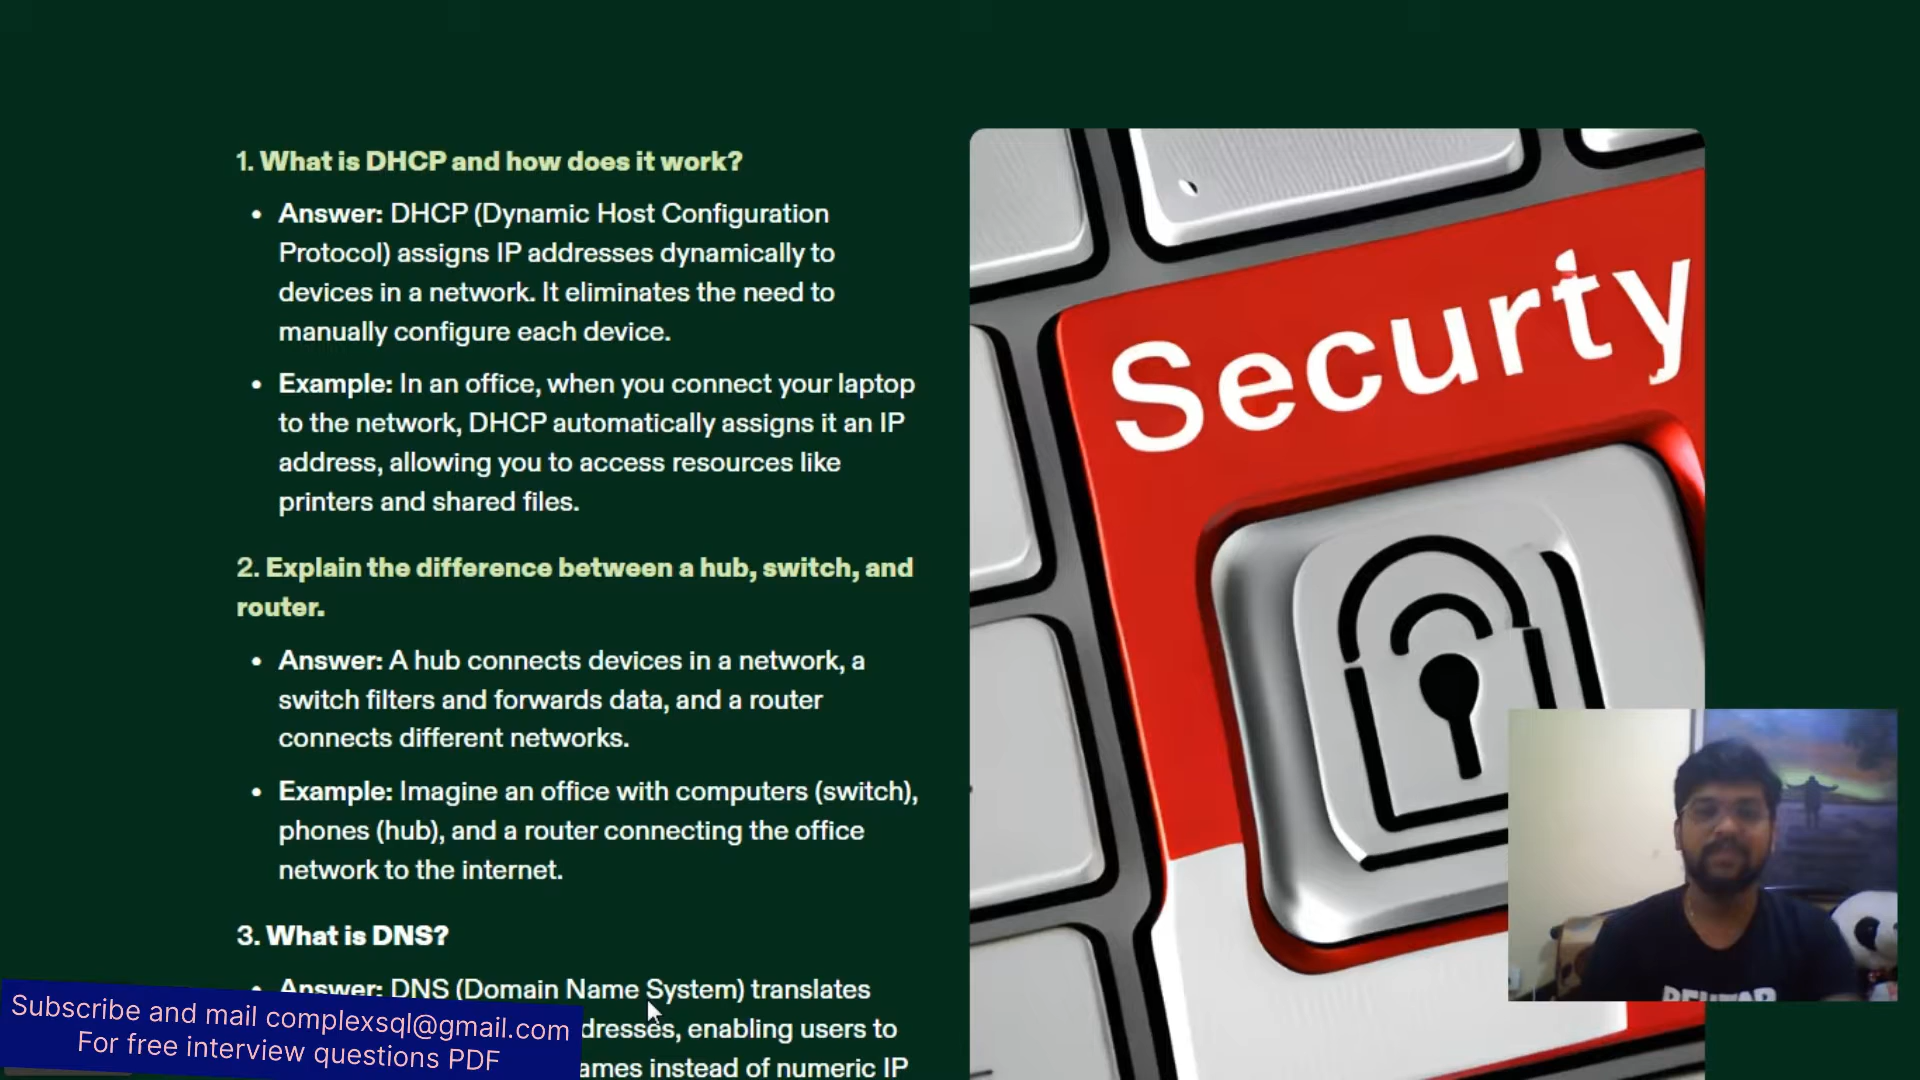 1. What is DHCP and how does it work?
• Answer: DHCP (Dynamic Host Configuration
Protocol) assigns IP addresses dynamically to
devices in a network. It eliminates the need to
manually configure each device.
• Example: In an office, when you connect your laptop
to the network, DHCP automatically assigns it an IP
address, allowing you to access resources like
printers and shared files.
2. Explain the difference between a hub, switch, and
router.
• Answer: A hub connects devices in a network, a
switch filters and forwards data, and a router
connects different networks.
• Example: Imagine an office with computers (switch),
phones (hub), and a router connecting the office
network to the internet.
3. What is DNS?
• Answer: DNS (Domain Name System) translates
dresses, enabling users to
ames instead of numeric IP
Securty
Subscribe and mail complexsql@gmail.com
For free interview questions PDF